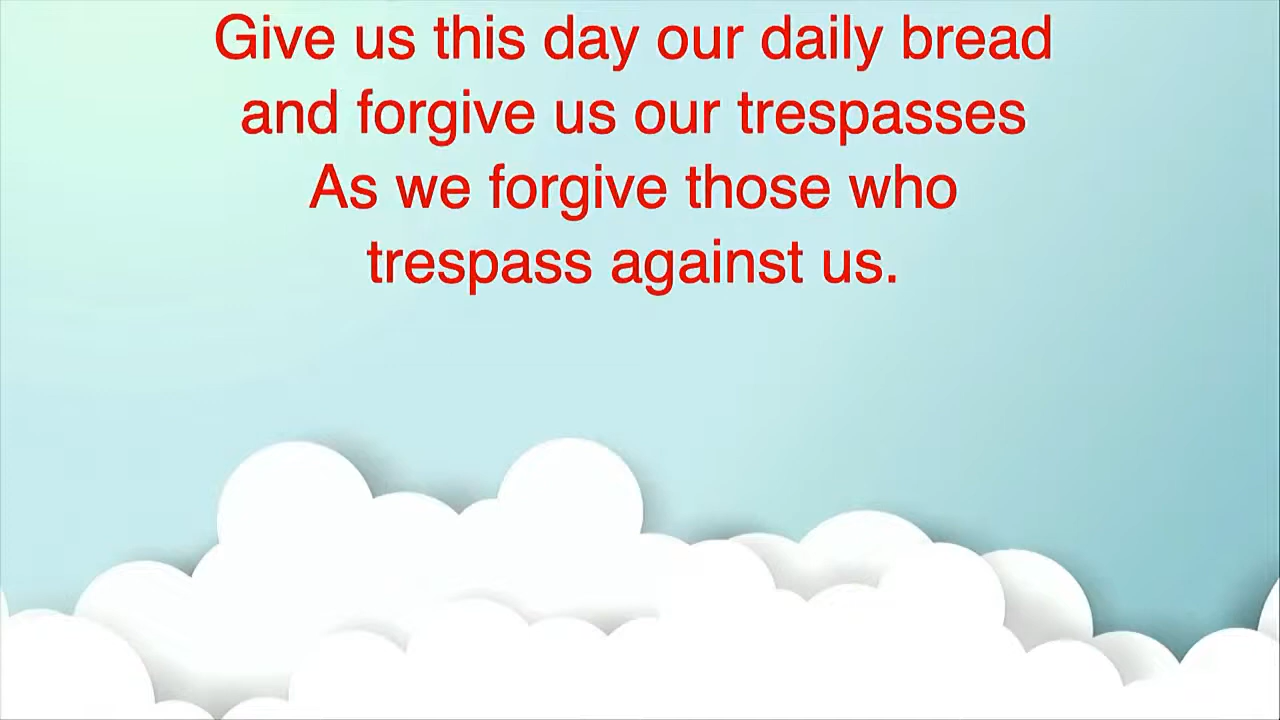 Give us this day our daily bread
and forgive us our trespasses
As we forgive those who
trespass against us.